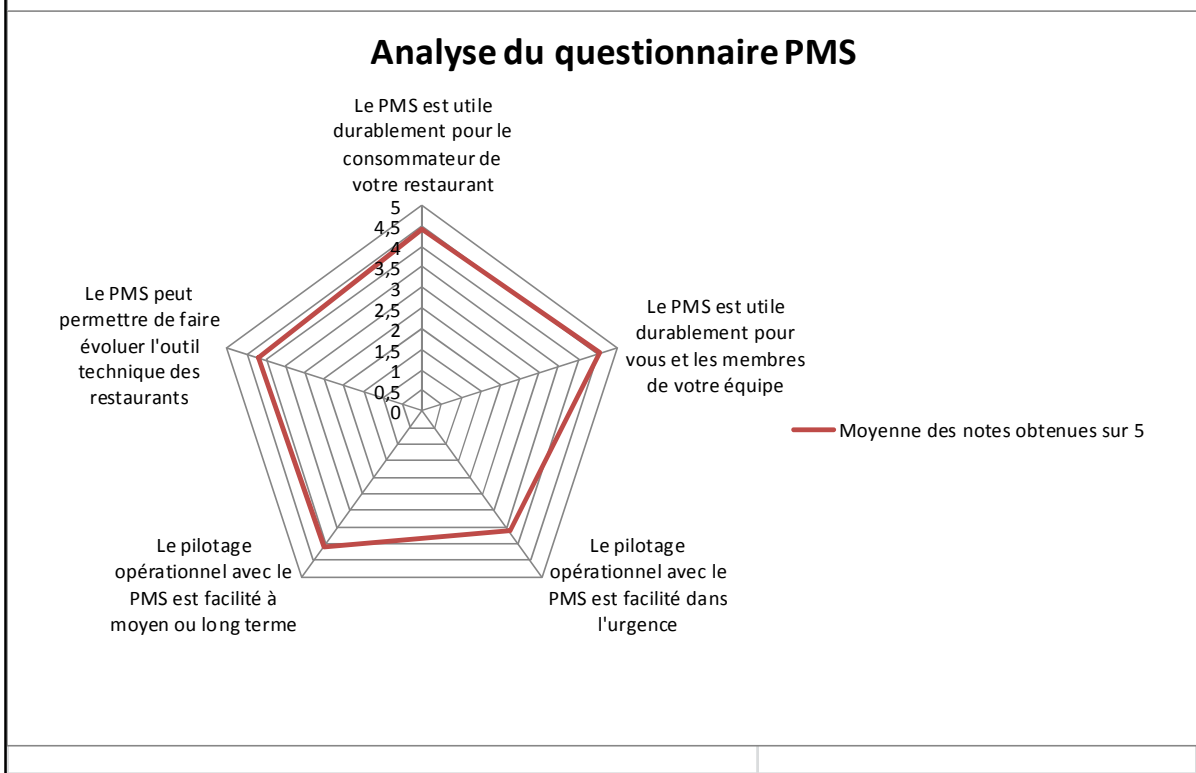 Analyse du questionnaire PMS
Le PMS est utile
durablement pour le
consommateur de
votre restaurant
5
4,5
4
3,5
3
2,5
2
1,5
1
0,5
0
Le PMS est utile
durablement pour
vous et les membres
de votre équipe
Le pilotage
opérationnel avec le
PMS est facilité dans
l'urgence
Le pilotage
opérationnel avec le
PMS est facilité à
moyen ou long terme
Le PMS peut
permettre de faire
évoluer l'outil
technique des
restaurants
Moyenne des notes obtenues sur 5